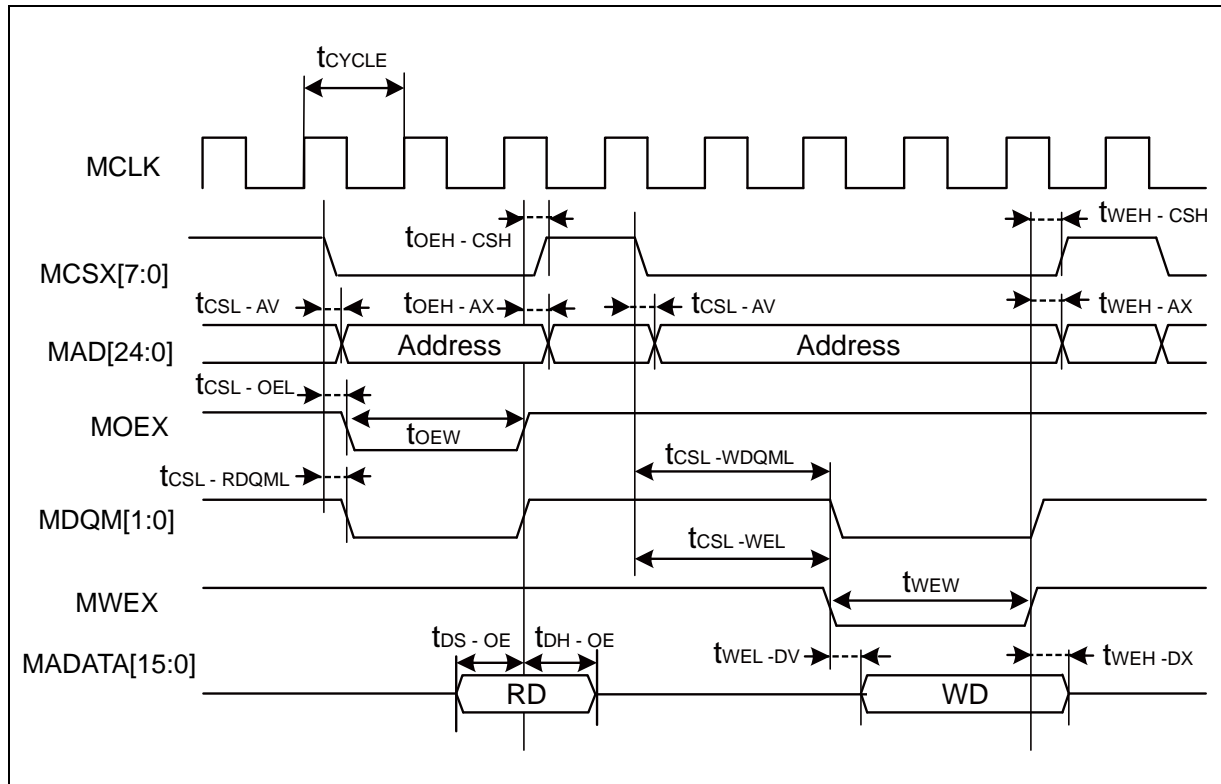 tCYCLE
MCLK
tOEH - CSH
tWEH - CSH
MCSX[7:0]
tCSL - AV
tOEH - AX
tCSL - AV
tWEH - AX
MAD[24:0]
Address
Address
tCSL - OEL
MOEX
tOEW
tCSL - RDQML
tCSL -WDQML
MDQM[1:0]
tCSL -WEL
MWEX
tWEW
MADATA[15:0]
tDS - OE
tDH - OE
tWEL -DV
tWEH -DX
RD
WD